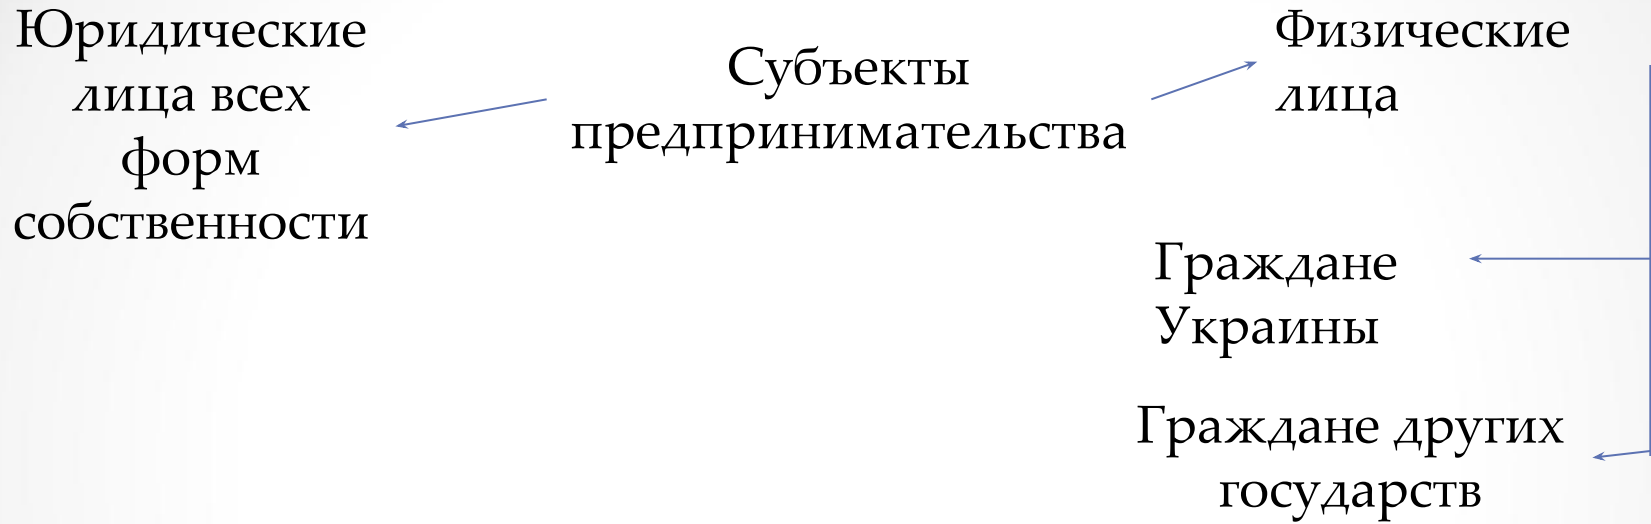 Юридические
лица всех
форм
собственности
Субъекты
предпринимательства
Физические
лица
Граждане
Украины
Граждане других
государств